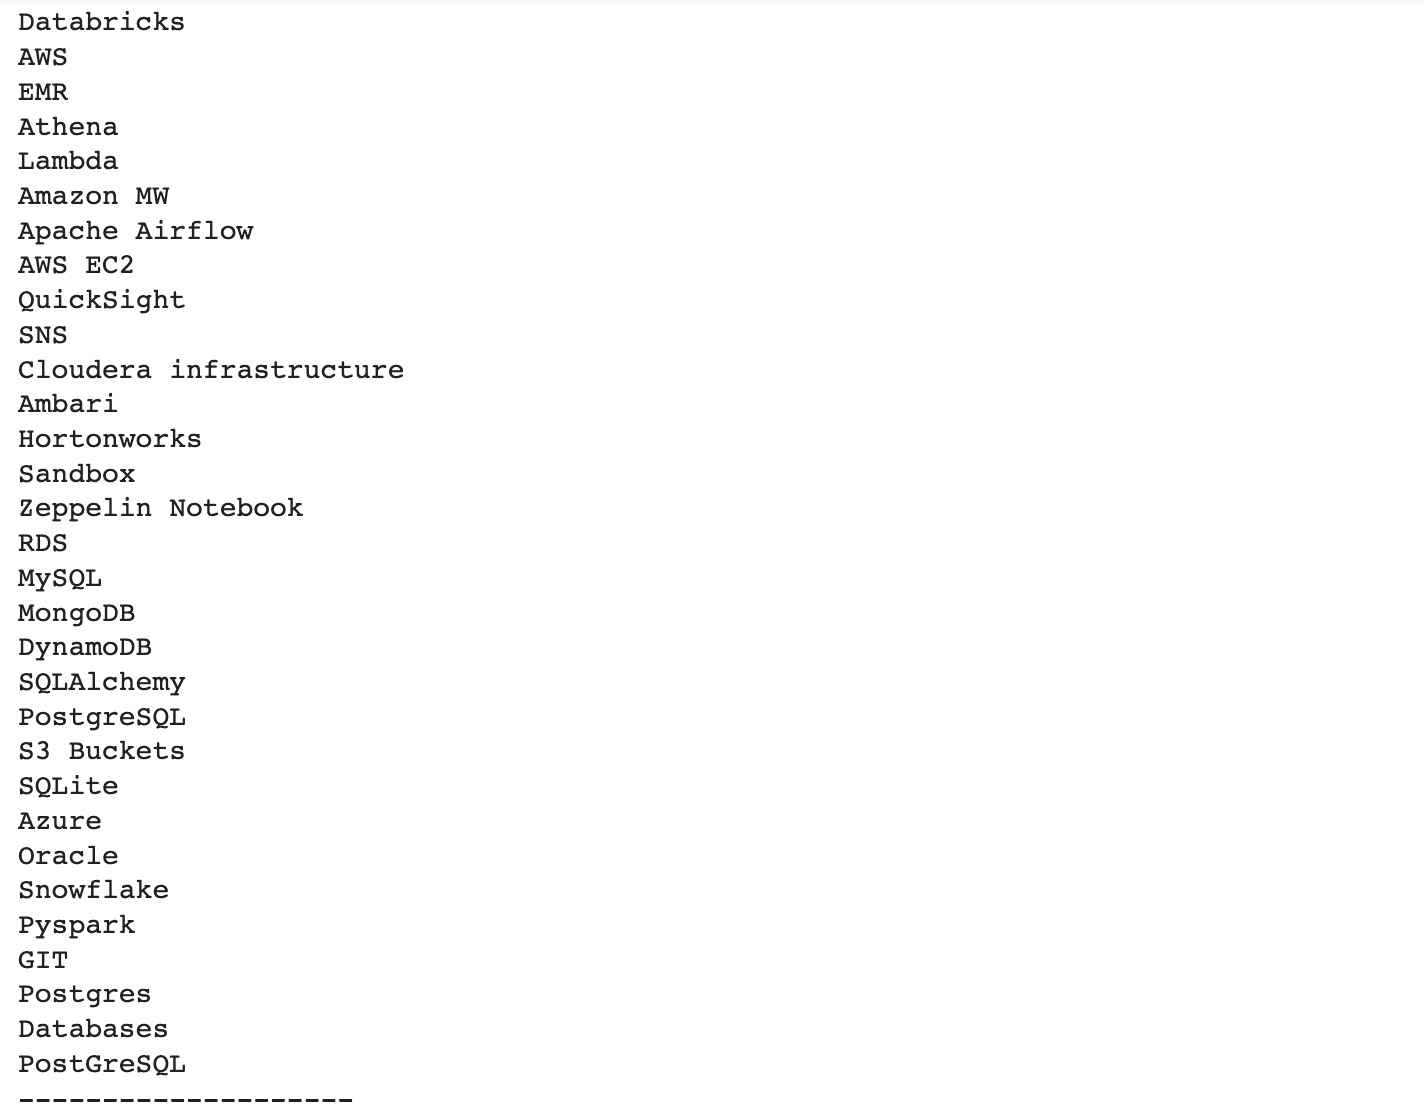 Databricks
AWS
EMR
Athena
Lambda
Amazon MW
Apache Airflow
AWS EC2
QuickSight
SNS
Cloudera infrastructure
Ambari
Hortonworks
Sandbox
Zeppelin Notebook
RDS
MySQL
MongoDB
DynamoDB
SQLAlchemy
PostgreSQL
S3 Buckets
SQLite
Azure
Oracle
Snowflake
Pyspark
GIT
Postgres
Databases
PostGreSQL
--------------------